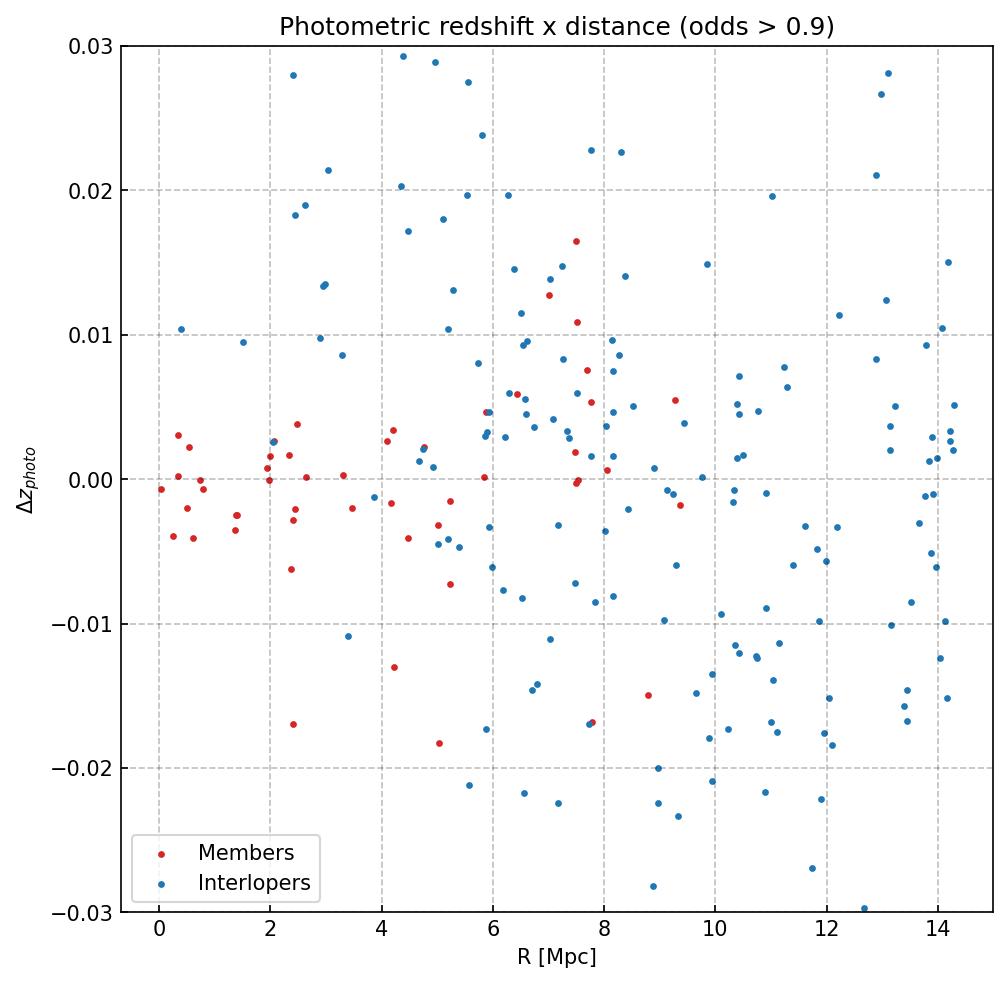 Photometric redshift x distance (odds > 0.9)
0.03
0.02
0.01
0.00
−0.01
−0.02
−0.03
Δz_photo
Members
Interlopers
0 2 4 6 8 10 12 14
R [Mpc]